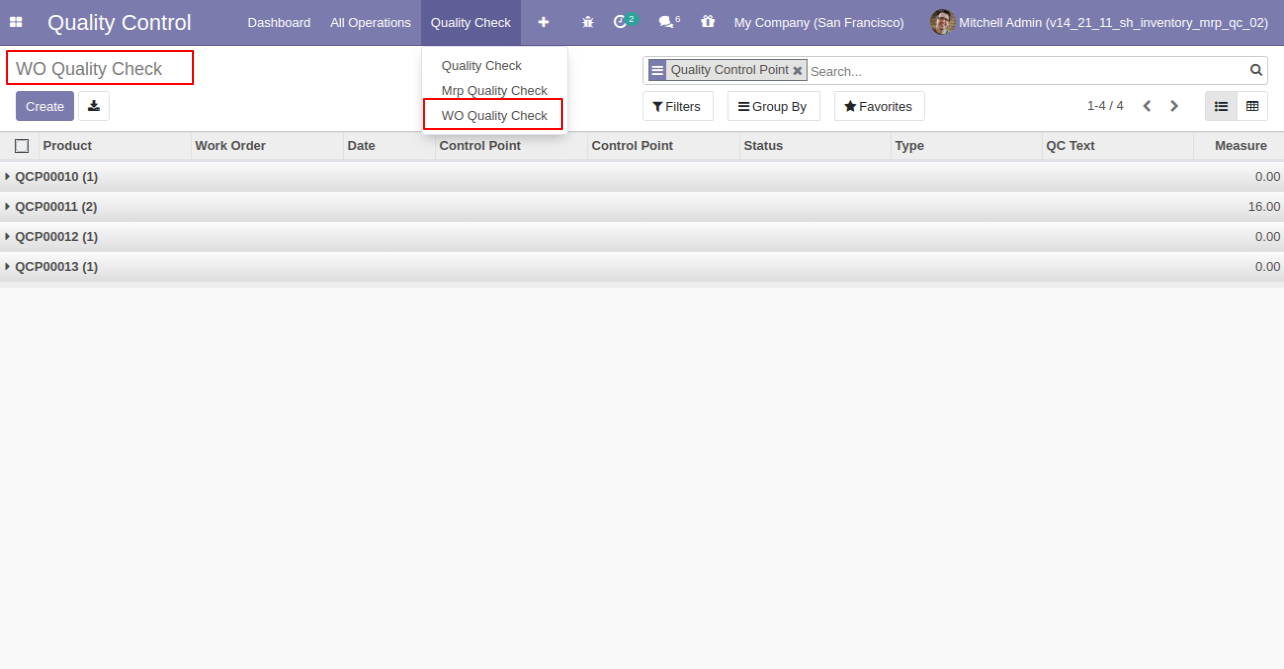 Quality Control Dashboard All Operations Quality Check 2 6 My Company (San Francisco) Mitchell Admin (v14_21_11_sh_inventory_mrp_qc_02)
WO Quality Check
Quality Check
Mrp Quality Check
WO Quality Check
Quality Control Point Search...
Create
Filters Group By Favorites 1-4 / 4
Product Work Order Date Control Point Control Point Status Type QC Text Measure
QCP00010 (1) 0.00
QCP00011 (2) 16.00
QCP00012 (1) 0.00
QCP00013 (1) 0.00